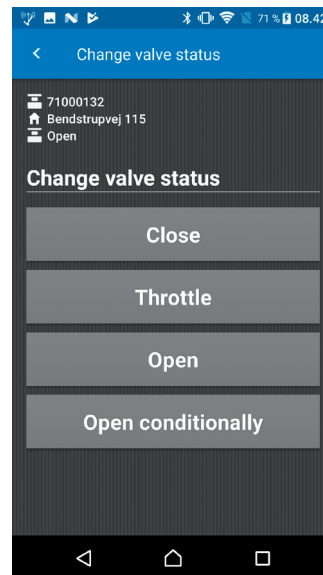 71 % 08.42
Change valve status
71000132
Bendstrupvej 115
Open
Change valve status
Close
Throttle
Open
Open conditionally